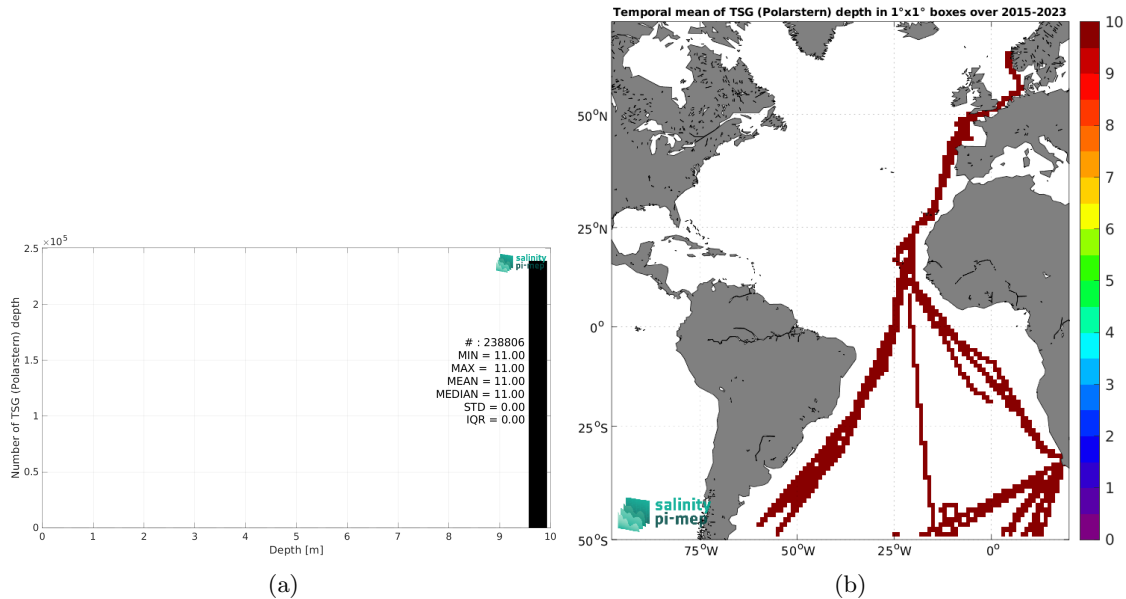 ×10⁵
2.5
2
1.5
1
0.5
0
Number of TSG (Polarstern) depth
salinity
pi-mep
# : 238806
MIN = 11.00
MAX = 11.00
MEAN = 11.00
MEDIAN = 11.00
STD = 0.00
IQR = 0.00
0 1 2 3 4 5 6 7 8 9 10
Depth [m]
(a)
Temporal mean of TSG (Polarstern) depth in 1°x1° boxes over 2015-2023
50°N
25°N
0°
25°S
50°S
salinity
pi-mep
75°W 50°W 25°W 0°
10
9
8
7
6
5
4
3
2
1
0
(b)